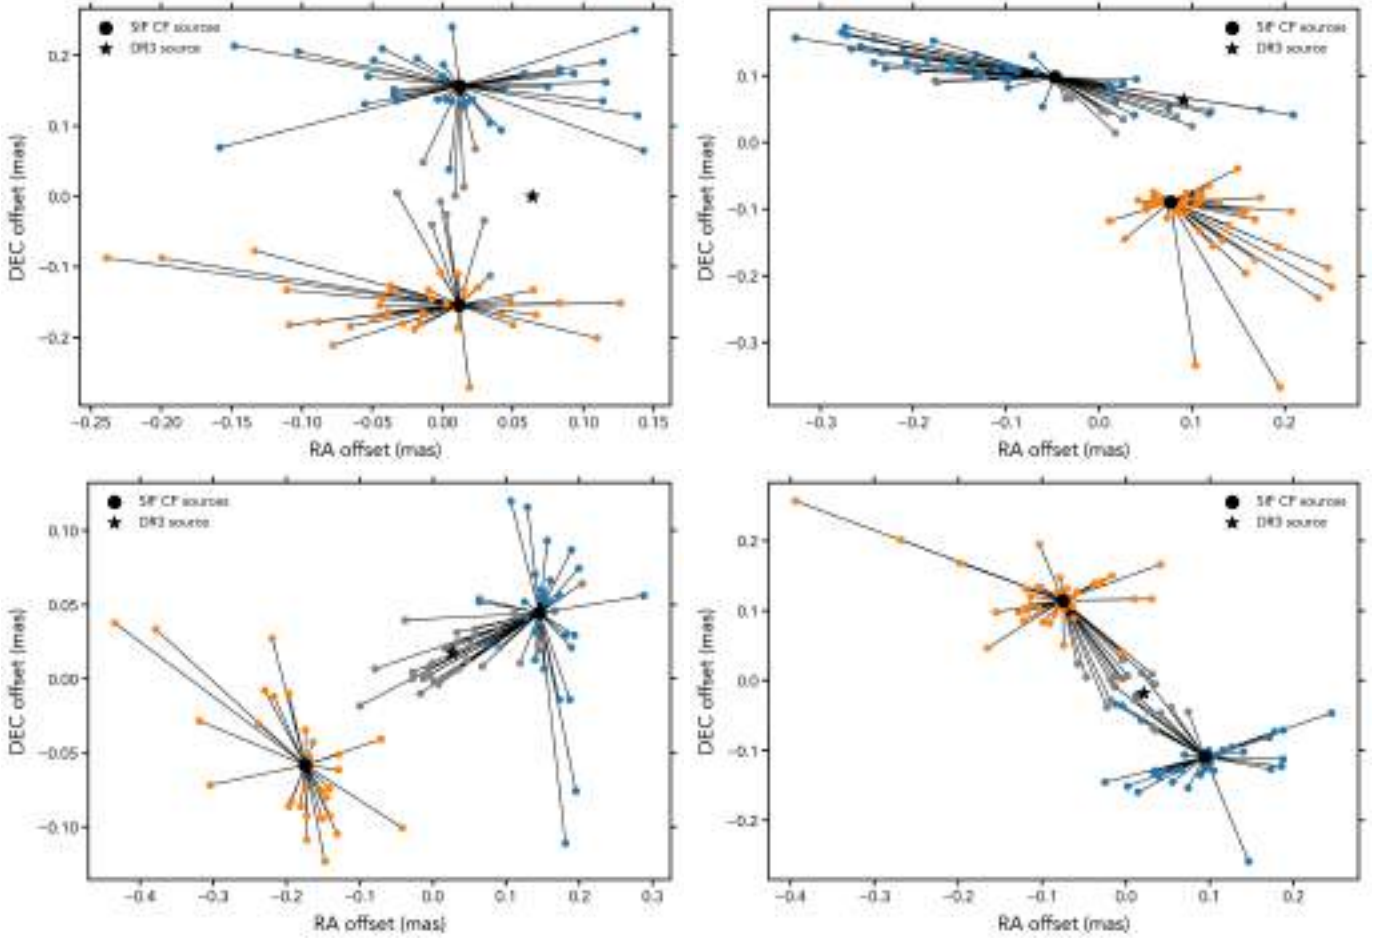 SIF CF sources
DR3 source
0.2
0.1
0.0
−0.1
−0.2
DEC offset (mas)
−0.25 −0.20 −0.15 −0.10 −0.05 0.00 0.05 0.10 0.15
RA offset (mas)
SIF CF sources
DR3 source
0.1
0.0
−0.1
−0.2
−0.3
DEC offset (mas)
−0.3 −0.2 −0.1 0.0 0.1 0.2
RA offset (mas)
SIF CF sources
DR3 source
0.10
0.05
0.00
−0.05
−0.10
DEC offset (mas)
−0.4 −0.3 −0.2 −0.1 0.0 0.1 0.2 0.3
RA offset (mas)
SIF CF sources
DR3 source
0.2
0.1
0.0
−0.1
−0.2
DEC offset (mas)
−0.4 −0.3 −0.2 −0.1 0.0 0.1 0.2
RA offset (mas)